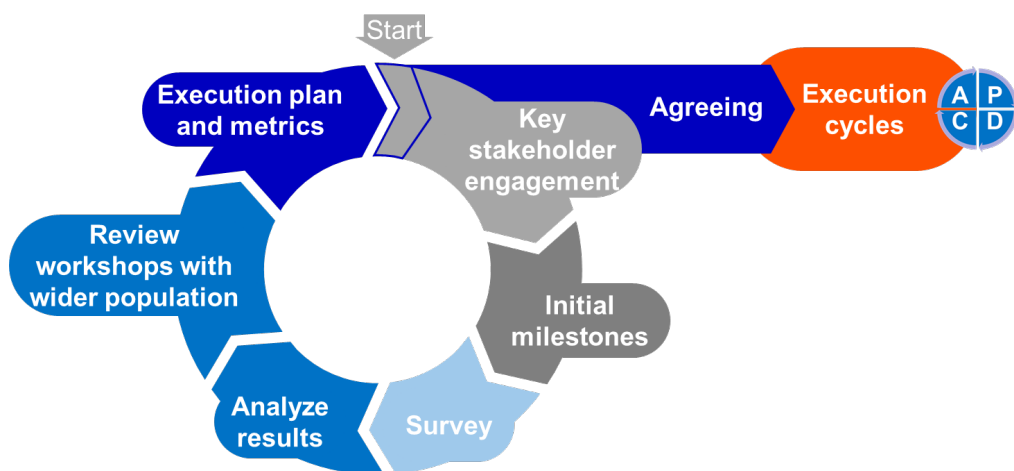 Start
Execution plan
and metrics
Key
stakeholder
engagement
Agreeing
Execution
cycles
A P
C D
Review
workshops with
wider population
Initial
milestones
Analyze
results
Survey